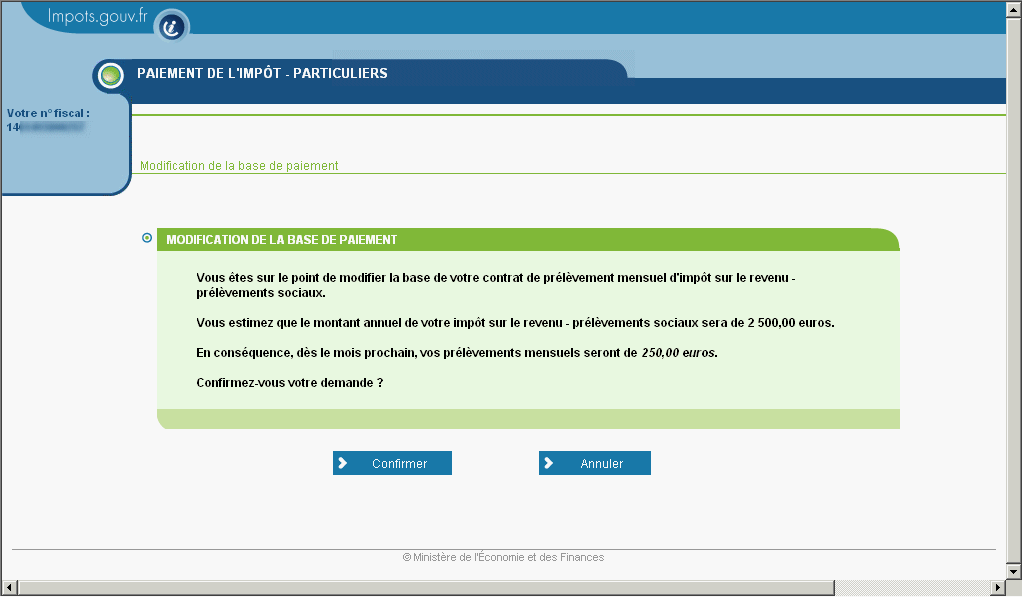 Impots.gouv.fr
PAIEMENT DE L'IMPÔT - PARTICULIERS
Votre n° fiscal :
14
Modification de la base de paiement
MODIFICATION DE LA BASE DE PAIEMENT
Vous êtes sur le point de modifier la base de votre contrat de prélèvement mensuel d'impôt sur le revenu -
prélèvements sociaux.
Vous estimez que le montant annuel de votre impôt sur le revenu - prélèvements sociaux sera de 2 500,00 euros.
En conséquence, dès le mois prochain, vos prélèvements mensuels seront de 250,00 euros.
Confirmez-vous votre demande ?
Confirmer
Annuler
© Ministère de l'Économie et des Finances